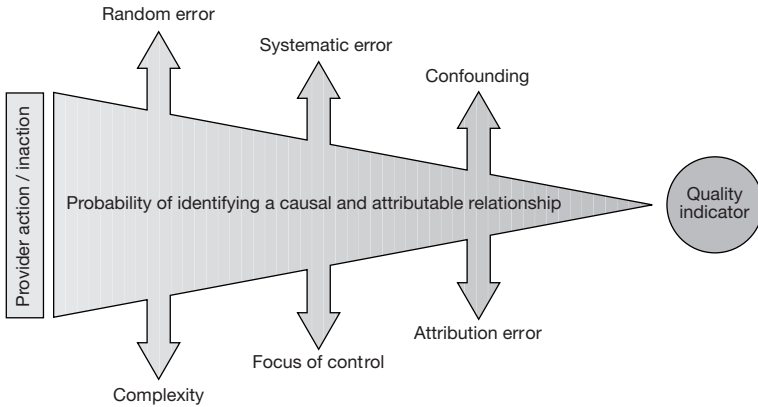 Random error
Systematic error
Confounding
Provider action / inaction
Probability of identifying a causal and attributable relationship
Quality
indicator
Attribution error
Focus of control
Complexity